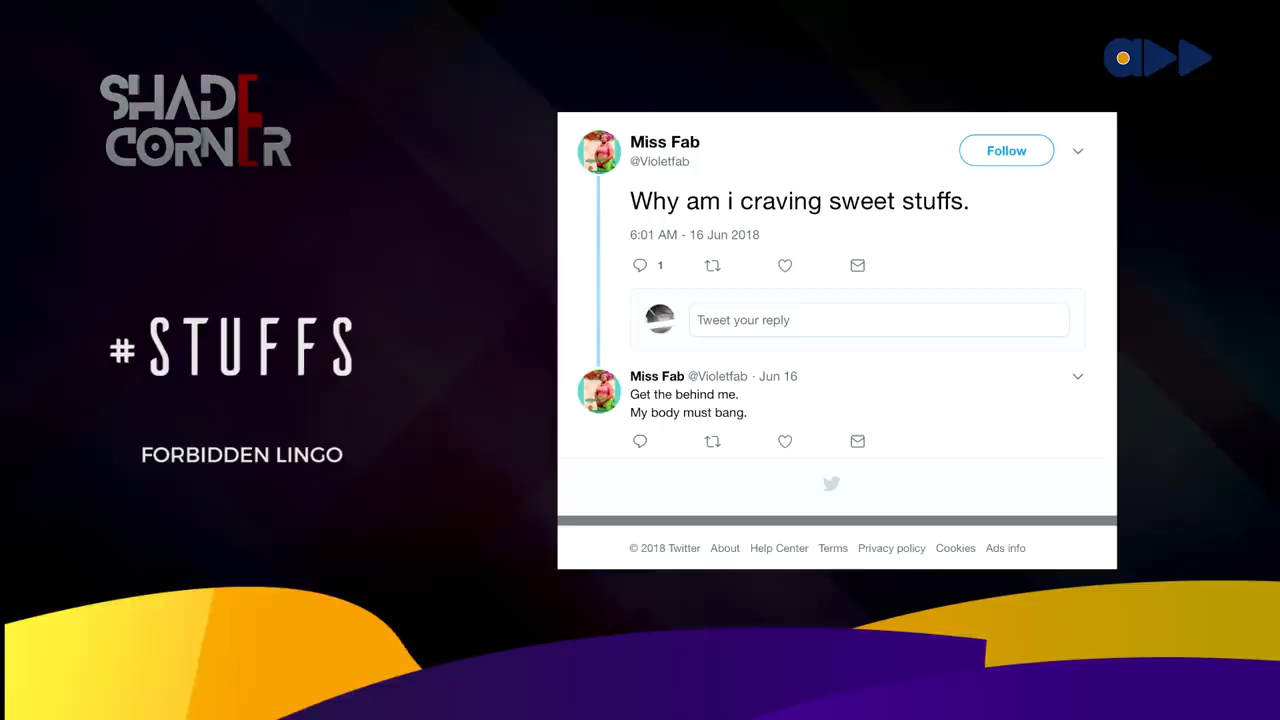 SHADE
CORNER
#STUFFS
FORBIDDEN LINGO
Miss Fab
@Violetfab
Follow
Why am i craving sweet stuffs.
6:01 AM - 16 Jun 2018
1
Tweet your reply
Miss Fab @Violetfab · Jun 16
Get the behind me.
My body must bang.
© 2018 Twitter About Help Center Terms Privacy policy Cookies Ads info